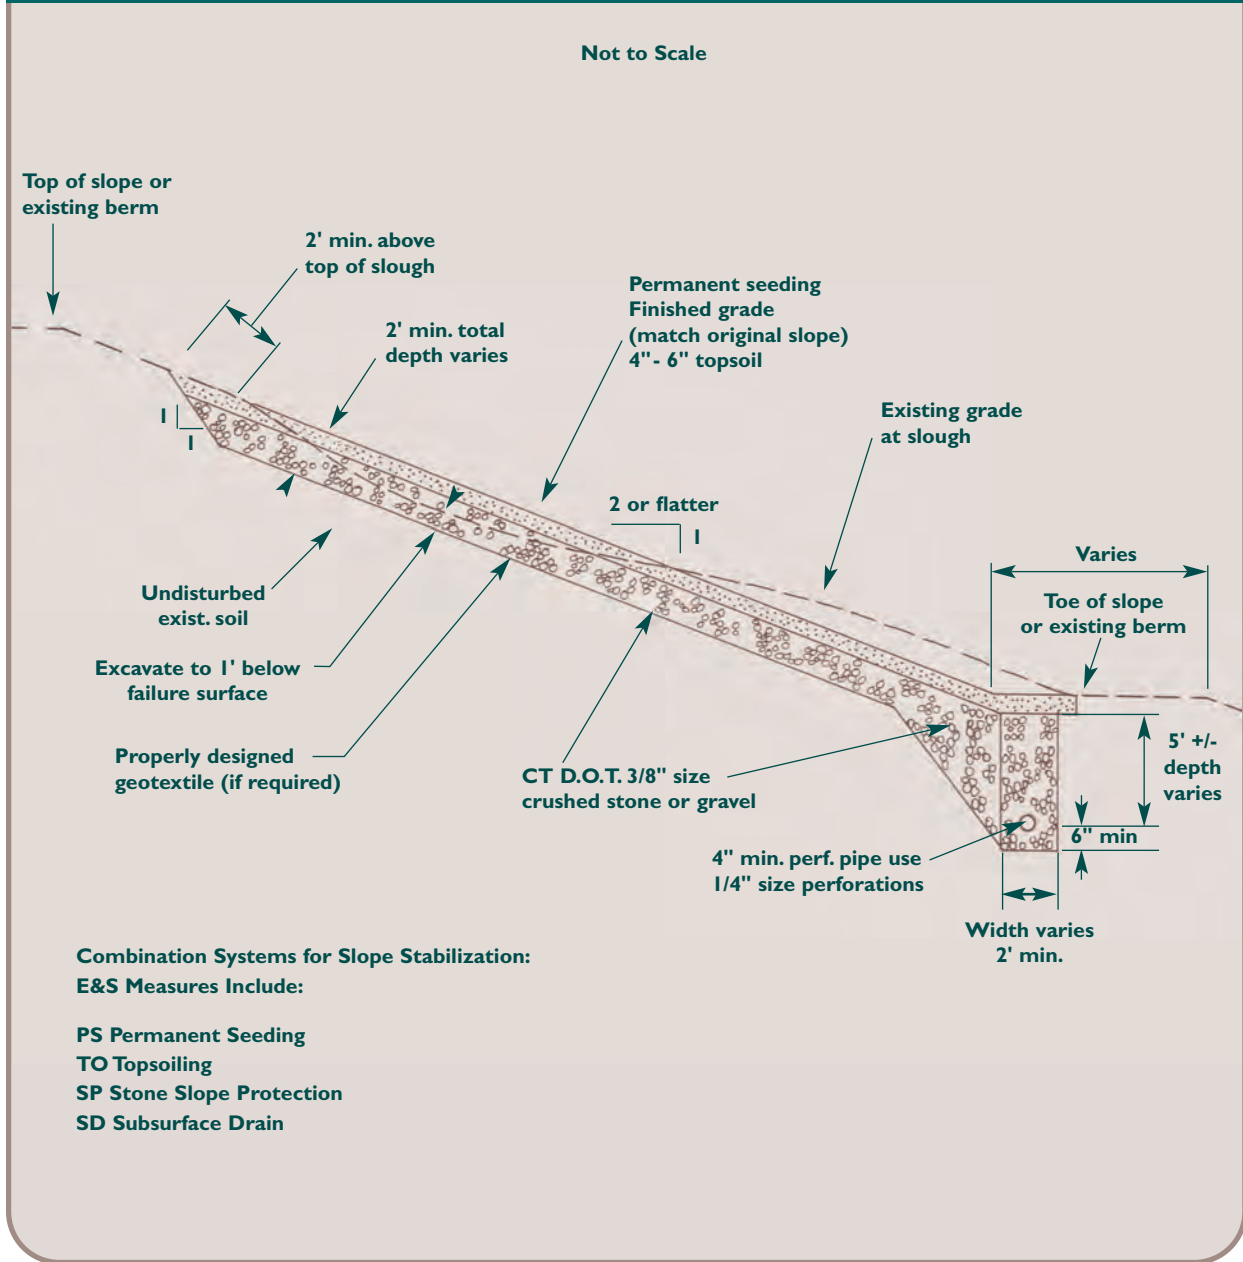 Not to Scale
Top of slope or
existing berm
2' min. above
top of slough
2' min. total
depth varies
Permanent seeding
Finished grade
(match original slope)
4"- 6" topsoil
Existing grade
at slough
1
1
2 or flatter
1
Varies
Toe of slope
or existing berm
Undisturbed
exist. soil
Excavate to 1' below
failure surface
Properly designed
geotextile (if required)
CT D.O.T. 3/8" size
crushed stone or gravel
5' +/-
depth
varies
6" min
4" min. perf. pipe use
1/4" size perforations
Width varies
2' min.
Combination Systems for Slope Stabilization:
E&S Measures Include:
PS Permanent Seeding
TO Topsoiling
SP Stone Slope Protection
SD Subsurface Drain